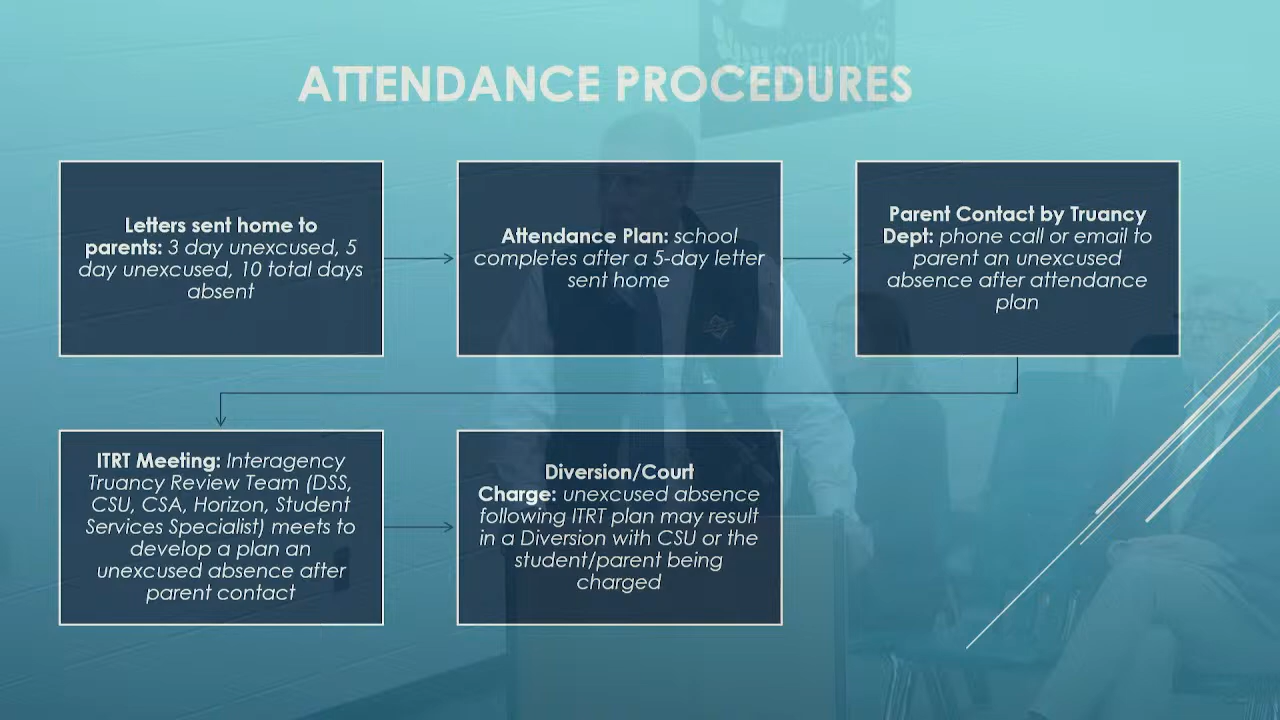 SCHOOLS
ATTENDANCE PROCEDURES
Letters sent home to
parents: 3 day unexcused, 5
day unexcused, 10 total days
absent
Attendance Plan: school
completes after a 5-day letter
sent home
Parent Contact by Truancy
Dept: phone call or email to
parent an unexcused
absence after attendance
plan
ITRT Meeting: Interagency
Truancy Review Team (DSS,
CSU, CSA, Horizon, Student
Services Specialist) meets to
develop a plan an
unexcused absence after
parent contact
Diversion/Court
Charge: unexcused absence
following ITRT plan may result
in a Diversion with CSU or the
student/parent being
charged